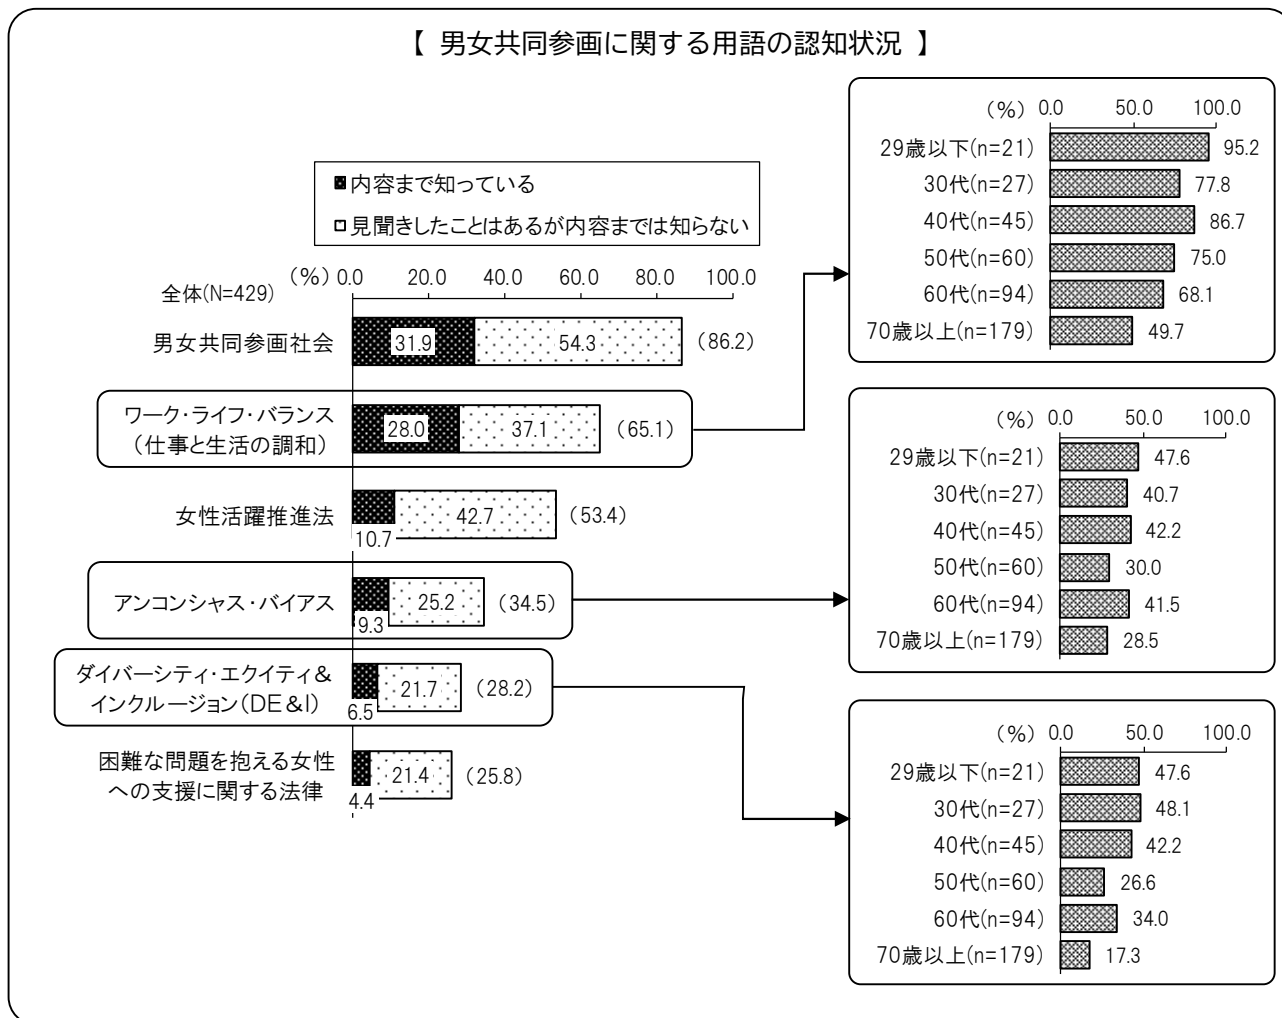 【 男女共同参画に関する用語の認知状況 】
■内容まで知っている
□見聞きしたことはあるが内容までは知らない
全体(N=429)
(%) 0.0 20.0 40.0 60.0 80.0 100.0
男女共同参画社会 31.9 54.3 (86.2)
ワーク・ライフ・バランス
(仕事と生活の調和) 28.0 37.1 (65.1)
女性活躍推進法 10.7 42.7 (53.4)
アンコンシャス・バイアス 9.3 25.2 (34.5)
ダイバーシティ・エクイティ&
インクルージョン(DE&I) 6.5 21.7 (28.2)
困難な問題を抱える女性
への支援に関する法律 4.4 21.4 (25.8)
(%) 0.0 50.0 100.0
29歳以下(n=21) 95.2
30代(n=27) 77.8
40代(n=45) 86.7
50代(n=60) 75.0
60代(n=94) 68.1
70歳以上(n=179) 49.7
(%) 0.0 50.0 100.0
29歳以下(n=21) 47.6
30代(n=27) 40.7
40代(n=45) 42.2
50代(n=60) 30.0
60代(n=94) 41.5
70歳以上(n=179) 28.5
(%) 0.0 50.0 100.0
29歳以下(n=21) 47.6
30代(n=27) 48.1
40代(n=45) 42.2
50代(n=60) 26.6
60代(n=94) 34.0
70歳以上(n=179) 17.3